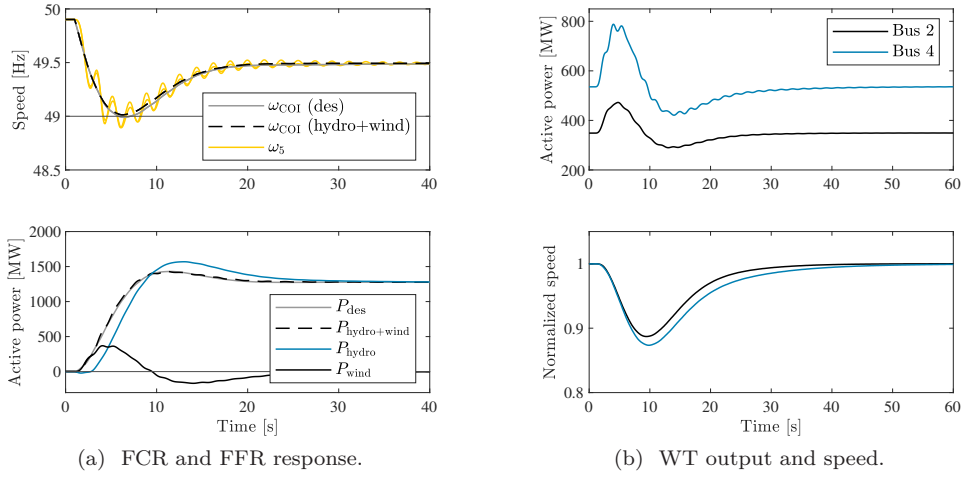 50
49.5
49
48.5
Speed [Hz]
ω_COI (des)
ω_COI (hydro+wind)
ω_5
0 10 20 30 40
2000
1500
1000
500
0
Active power [MW]
P_des
P_hydro+wind
P_hydro
P_wind
0 10 20 30 40
Time [s]
(a) FCR and FFR response.
800
600
400
200
Active power [MW]
Bus 2
Bus 4
0 10 20 30 40 50 60
1
0.9
0.8
Normalized speed
0 10 20 30 40 50 60
Time [s]
(b) WT output and speed.